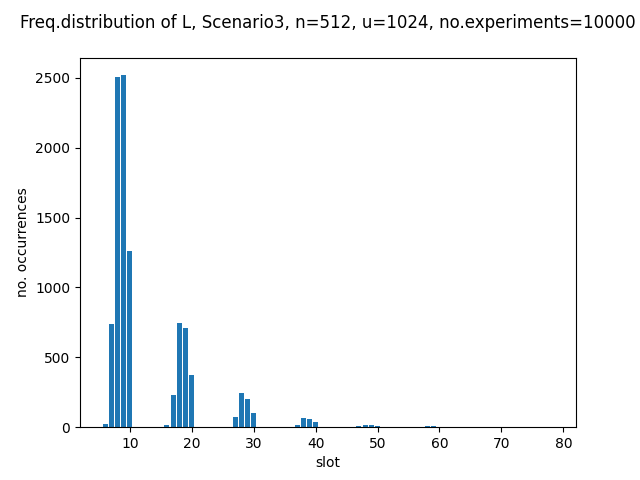 Freq.distribution of L, Scenario3, n=512, u=1024, no.experiments=10000
2500
2000
1500
1000
500
0
no. occurrences
10 20 30 40 50 60 70 80
slot